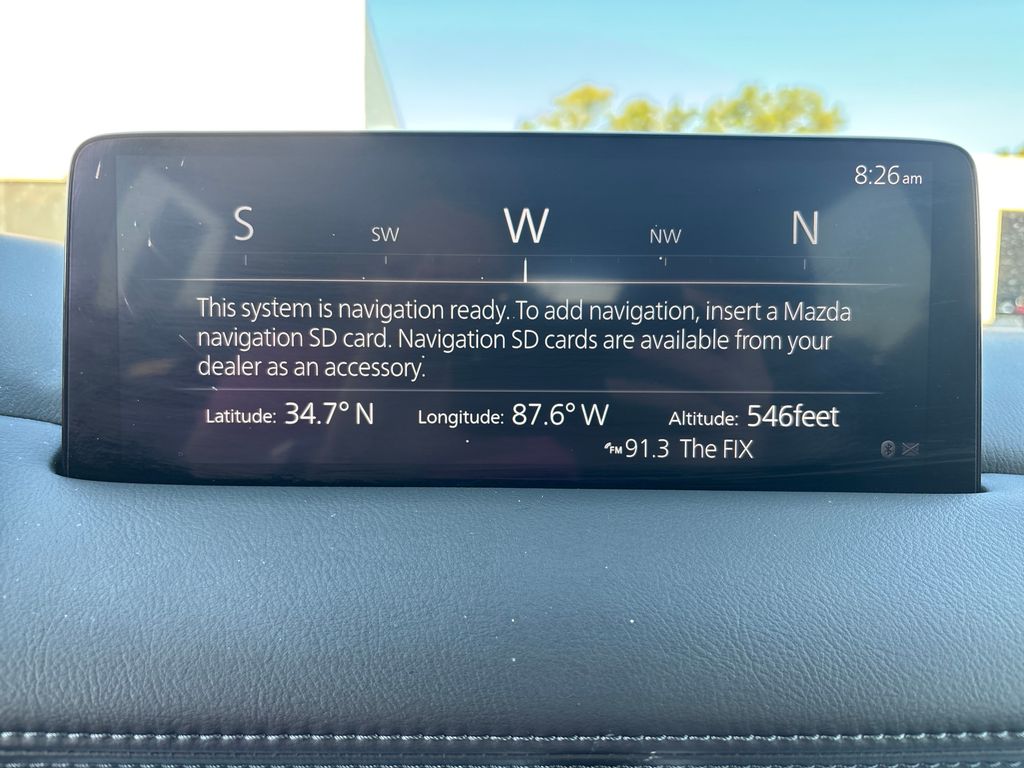 8:26am
S SW W NW N
This system is navigation ready. To add navigation, insert a Mazda
navigation SD card. Navigation SD cards are available from your
dealer as an accessory.
Latitude: 34.7° N Longitude: 87.6° W Altitude: 546feet
FM 91.3 The FIX